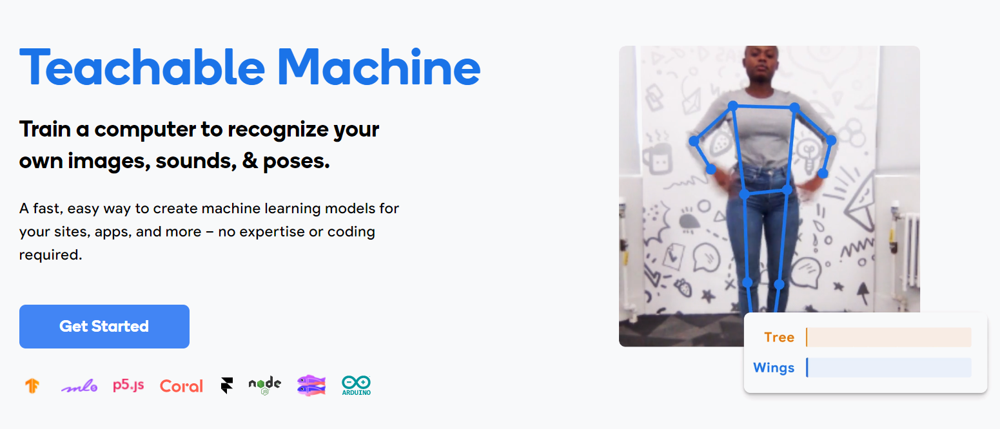 Teachable Machine
Train a computer to recognize your
own images, sounds, & poses.
A fast, easy way to create machine learning models for
your sites, apps, and more – no expertise or coding
required.
Get Started
ml5 p5.js Coral node JS ARDUINO
Tree
Wings